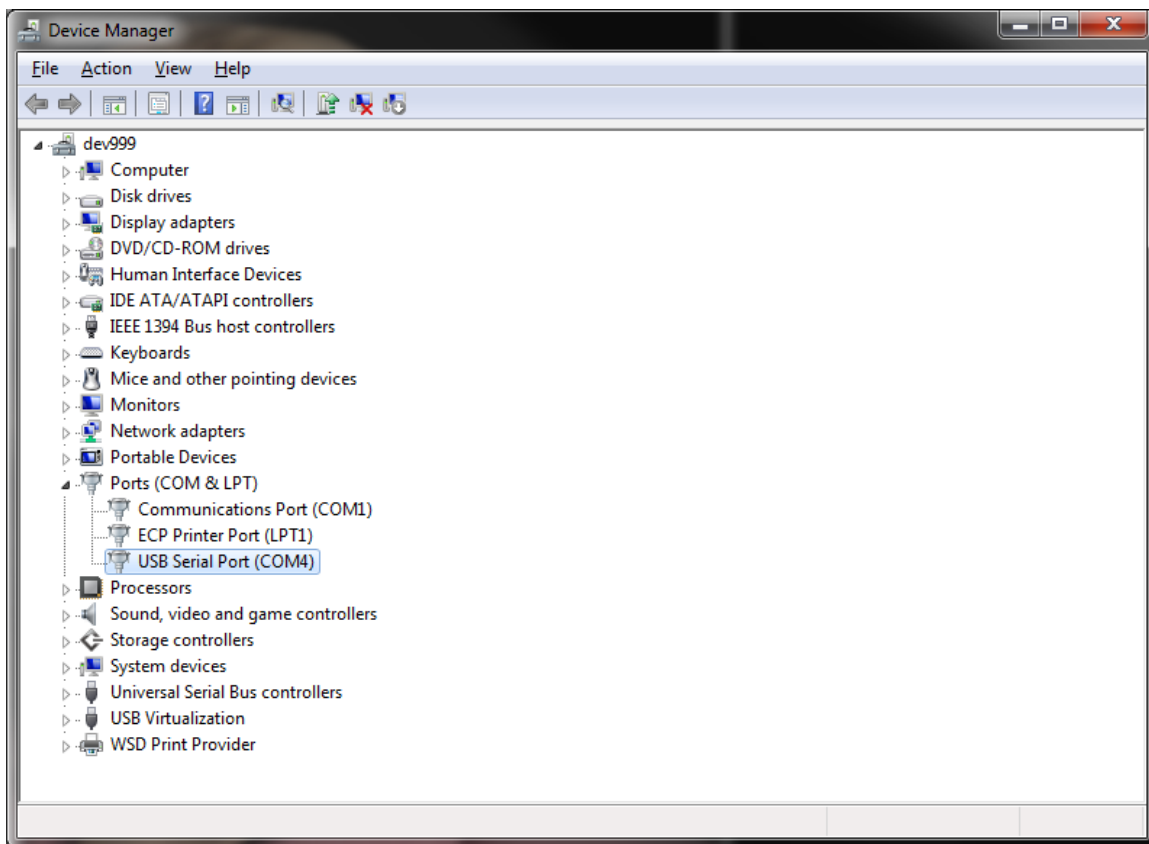 Device Manager
File Action View Help
dev999
Computer
Disk drives
Display adapters
DVD/CD-ROM drives
Human Interface Devices
IDE ATA/ATAPI controllers
IEEE 1394 Bus host controllers
Keyboards
Mice and other pointing devices
Monitors
Network adapters
Portable Devices
Ports (COM & LPT)
Communications Port (COM1)
ECP Printer Port (LPT1)
USB Serial Port (COM4)
Processors
Sound, video and game controllers
Storage controllers
System devices
Universal Serial Bus controllers
USB Virtualization
WSD Print Provider